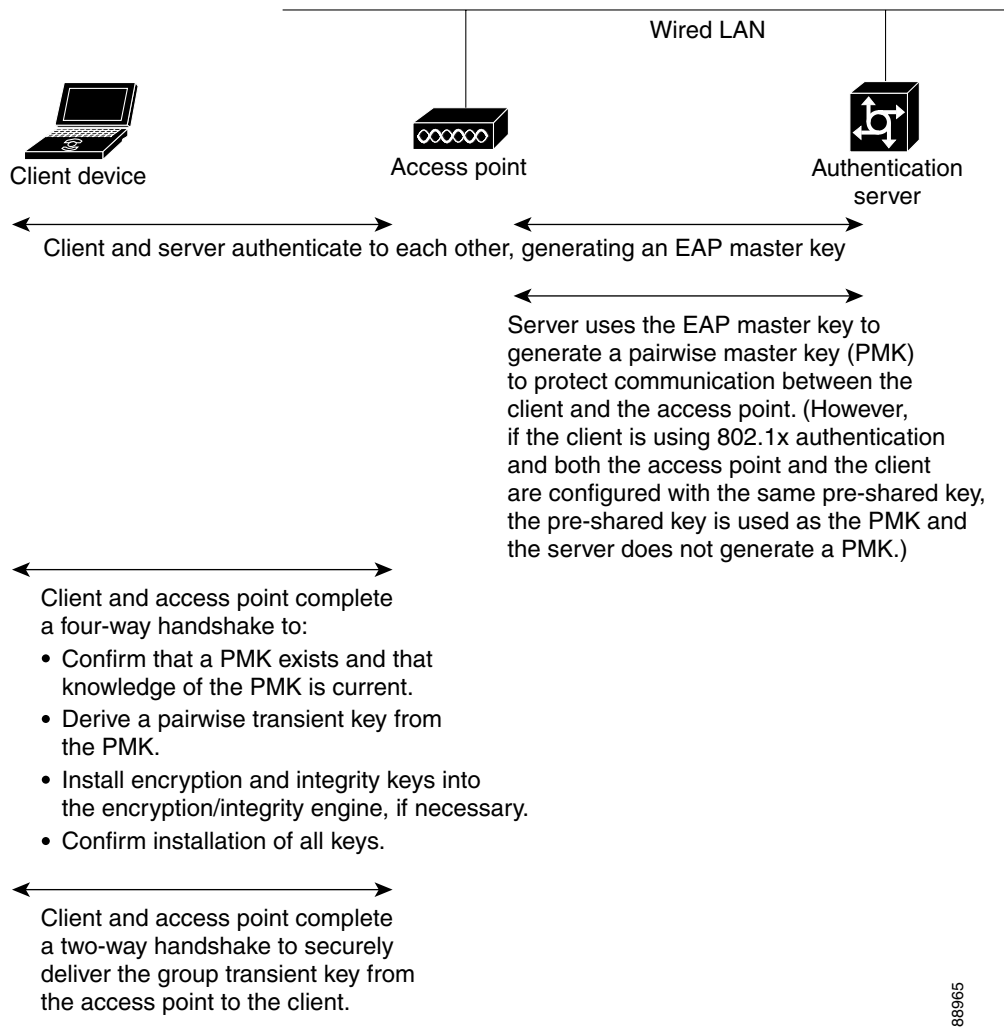 Wired LAN
Client device
Access point
Authentication
server
Client and server authenticate to each other, generating an EAP master key
Server uses the EAP master key to
generate a pairwise master key (PMK)
to protect communication between the
client and the access point. (However,
if the client is using 802.1x authentication
and both the access point and the client
are configured with the same pre-shared key,
the pre-shared key is used as the PMK and
the server does not generate a PMK.)
Client and access point complete
a four-way handshake to:
• Confirm that a PMK exists and that
knowledge of the PMK is current.
• Derive a pairwise transient key from
the PMK.
• Install encryption and integrity keys into
the encryption/integrity engine, if necessary.
• Confirm installation of all keys.
Client and access point complete
a two-way handshake to securely
deliver the group transient key from
the access point to the client.
88965